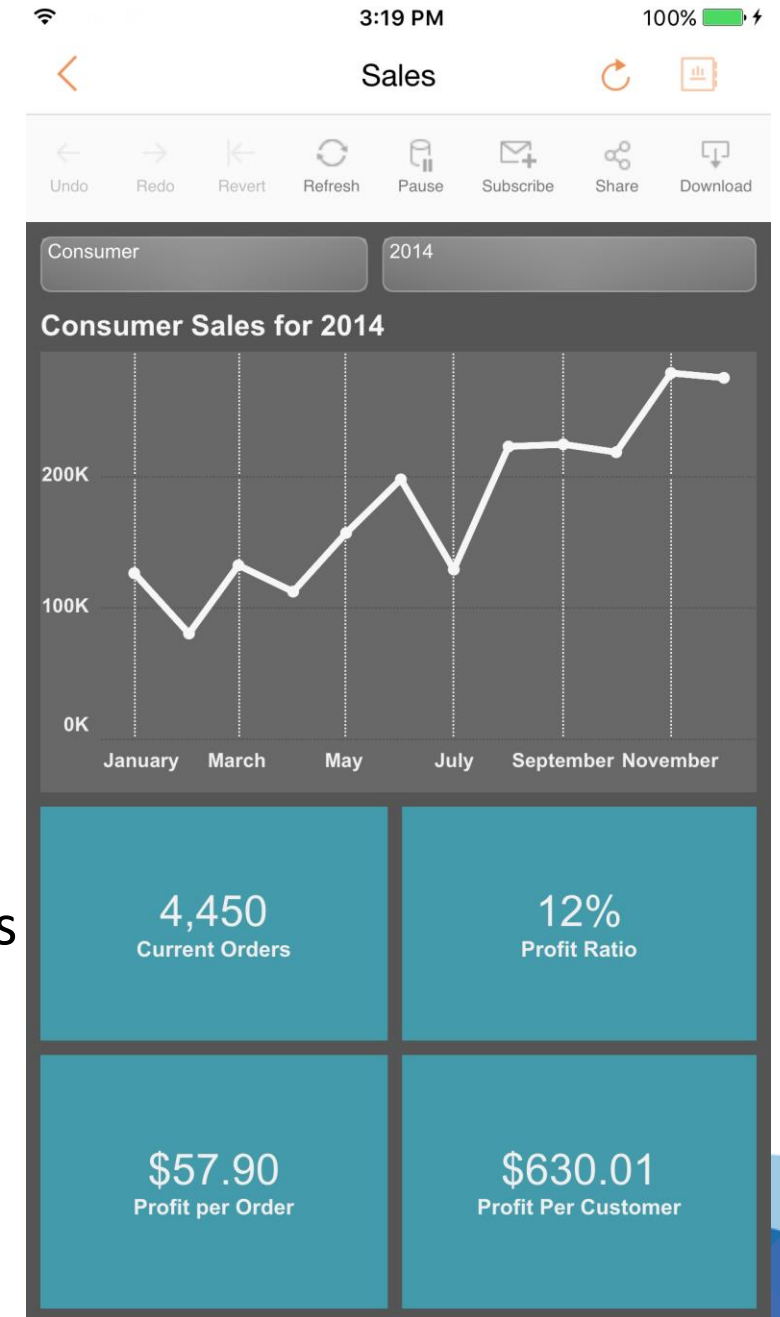 3:19 PM 100%
Sales
Undo Redo Revert Refresh Pause Subscribe Share Download
Consumer 2014
Consumer Sales for 2014
200K
100K
0K
January March May July September November
s
4,450 12%
Current Orders Profit Ratio
$57.90 $630.01
Profit per Order Profit Per Customer